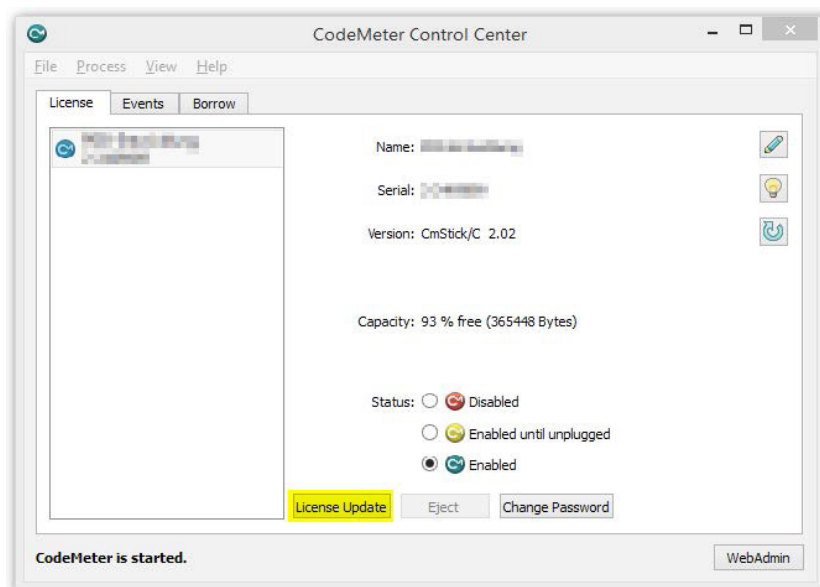 CodeMeter Control Center
File Process View Help
License Events Borrow
Name:
Serial:
Version: CmStick/C 2.02
Capacity: 93 % free (365448 Bytes)
Status: Disabled
Enabled until unplugged
Enabled
License Update Eject Change Password
CodeMeter is started. WebAdmin